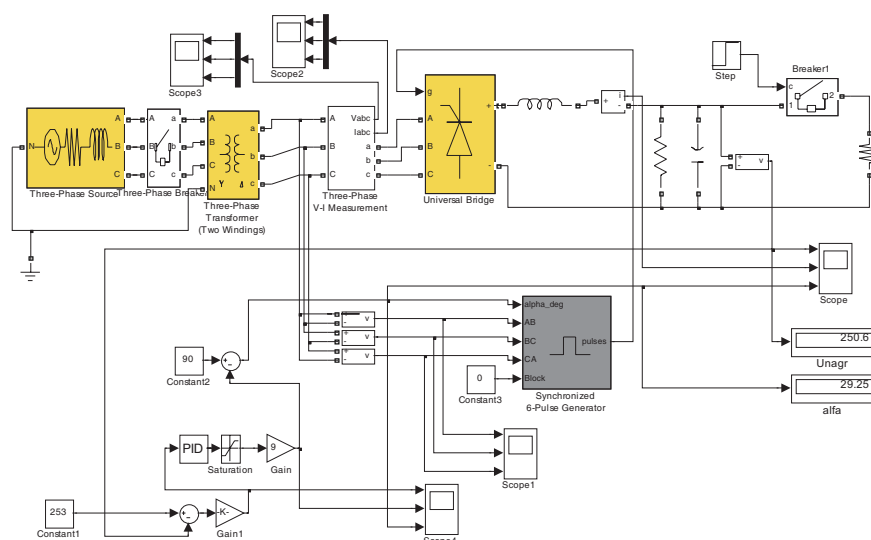 Scope3
Scope2
Step
Breaker1
c
1
2
N
A
B
C
Three-Phase Source
A
B
C
a
b
c
Three-Phase Breaker
A
B
C
N
a
b
c
Three-Phase
Transformer
(Two Windings)
A
B
C
Vabc
Iabc
a
b
c
Three-Phase
V-I Measurement
g
A
B
C
+
-
Universal Bridge
+
-
i
+
-
v
Scope
250.6
Unagr
29.25
alfa
+
-
v
+
-
v
+
-
v
alpha_deg
AB
BC
CA
Block
pulses
Synchronized
6-Pulse Generator
90
Constant2
+
-
0
Constant3
PID
Saturation
9
Gain
Scope1
253
Constant1
+
-
-K-
Gain1
Scope4